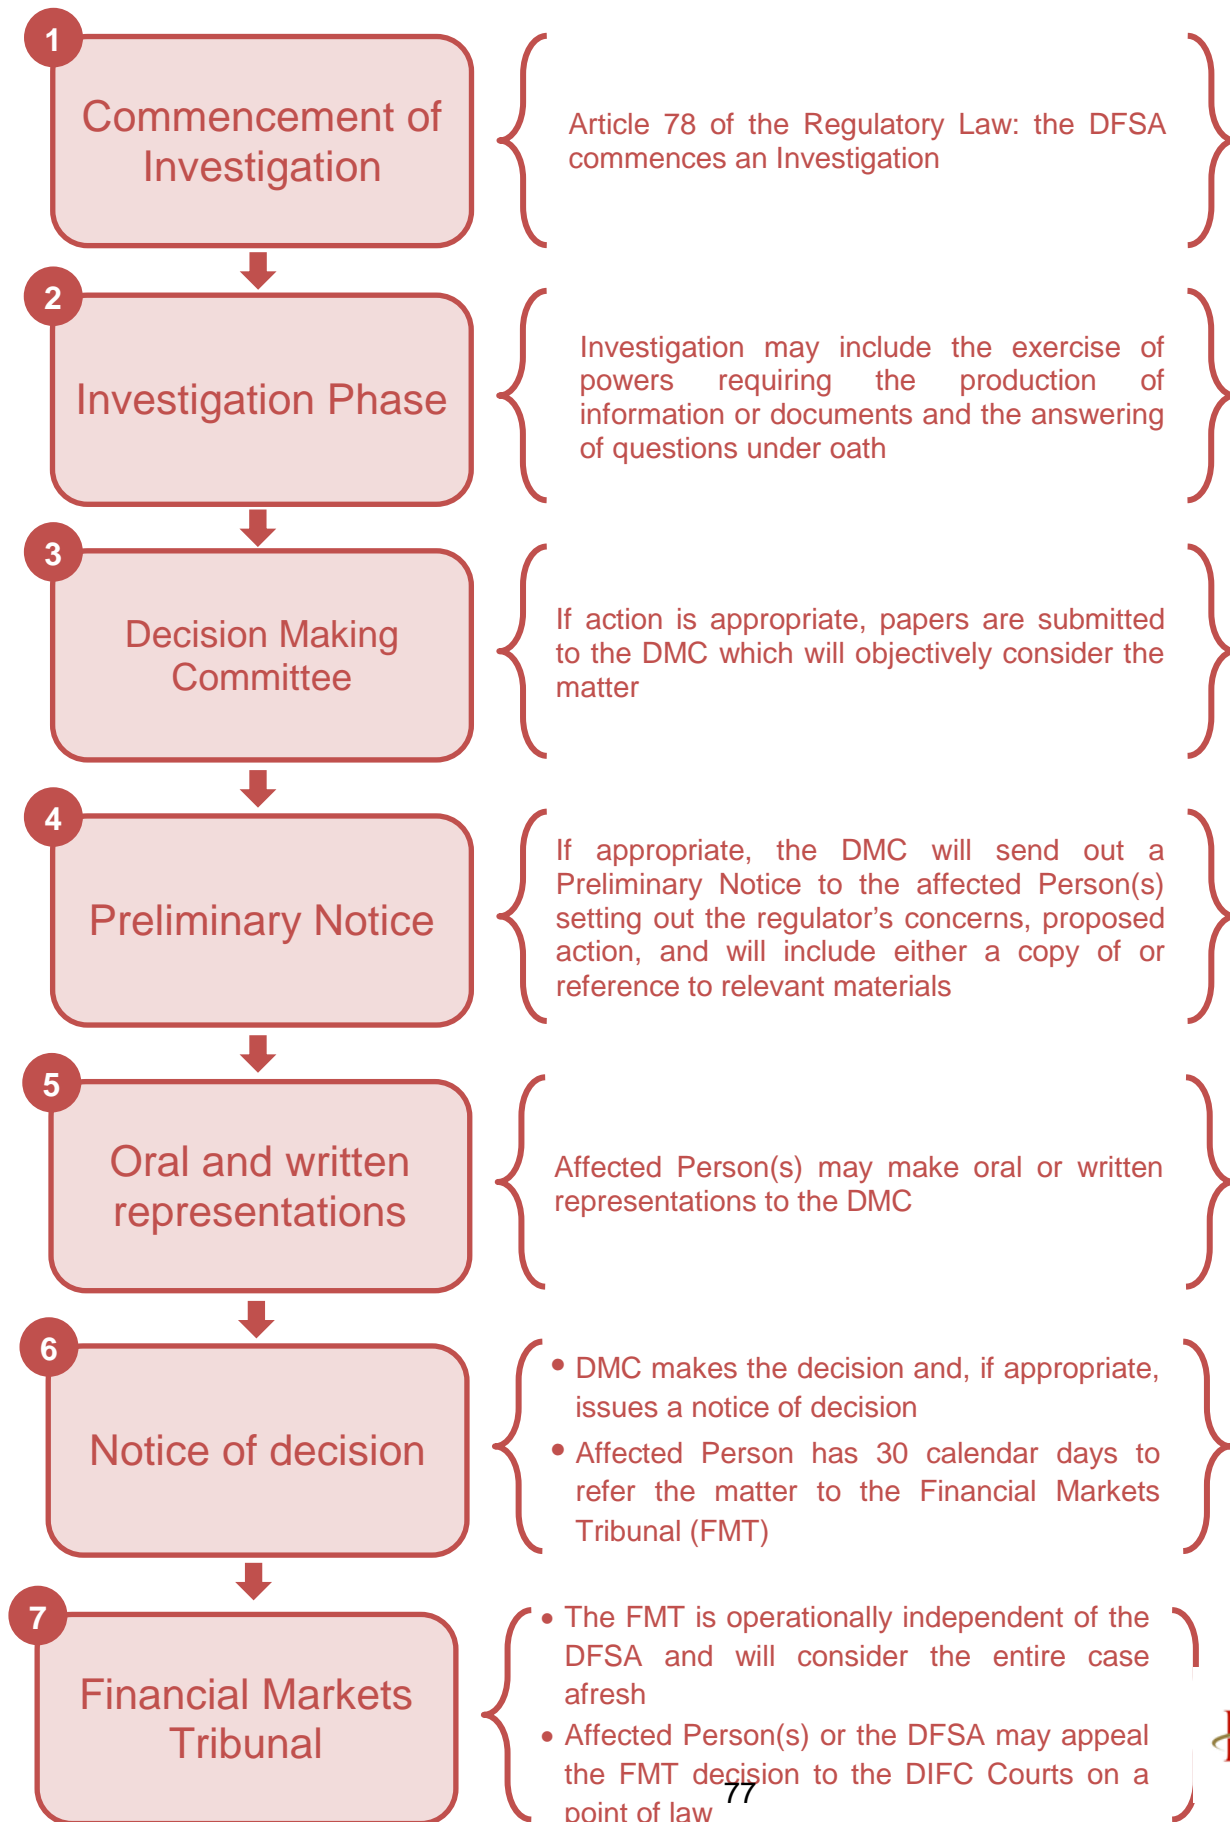 1
Commencement of
Investigation
Article 78 of the Regulatory Law: the DFSA
commences an Investigation
2
Investigation Phase
Investigation may include the exercise of
powers requiring the production of
information or documents and the answering
of questions under oath
3
Decision Making
Committee
If action is appropriate, papers are submitted
to the DMC which will objectively consider the
matter
4
Preliminary Notice
If appropriate, the DMC will send out a
Preliminary Notice to the affected Person(s)
setting out the regulator’s concerns, proposed
action, and will include either a copy of or
reference to relevant materials
5
Oral and written
representations
Affected Person(s) may make oral or written
representations to the DMC
6
Notice of decision
• DMC makes the decision and, if appropriate,
issues a notice of decision
• Affected Person has 30 calendar days to
refer the matter to the Financial Markets
Tribunal (FMT)
7
Financial Markets
Tribunal
• The FMT is operationally independent of the
DFSA and will consider the entire case
afresh
• Affected Person(s) or the DFSA may appeal
the FMT decision to the DIFC Courts on a
point of law
77